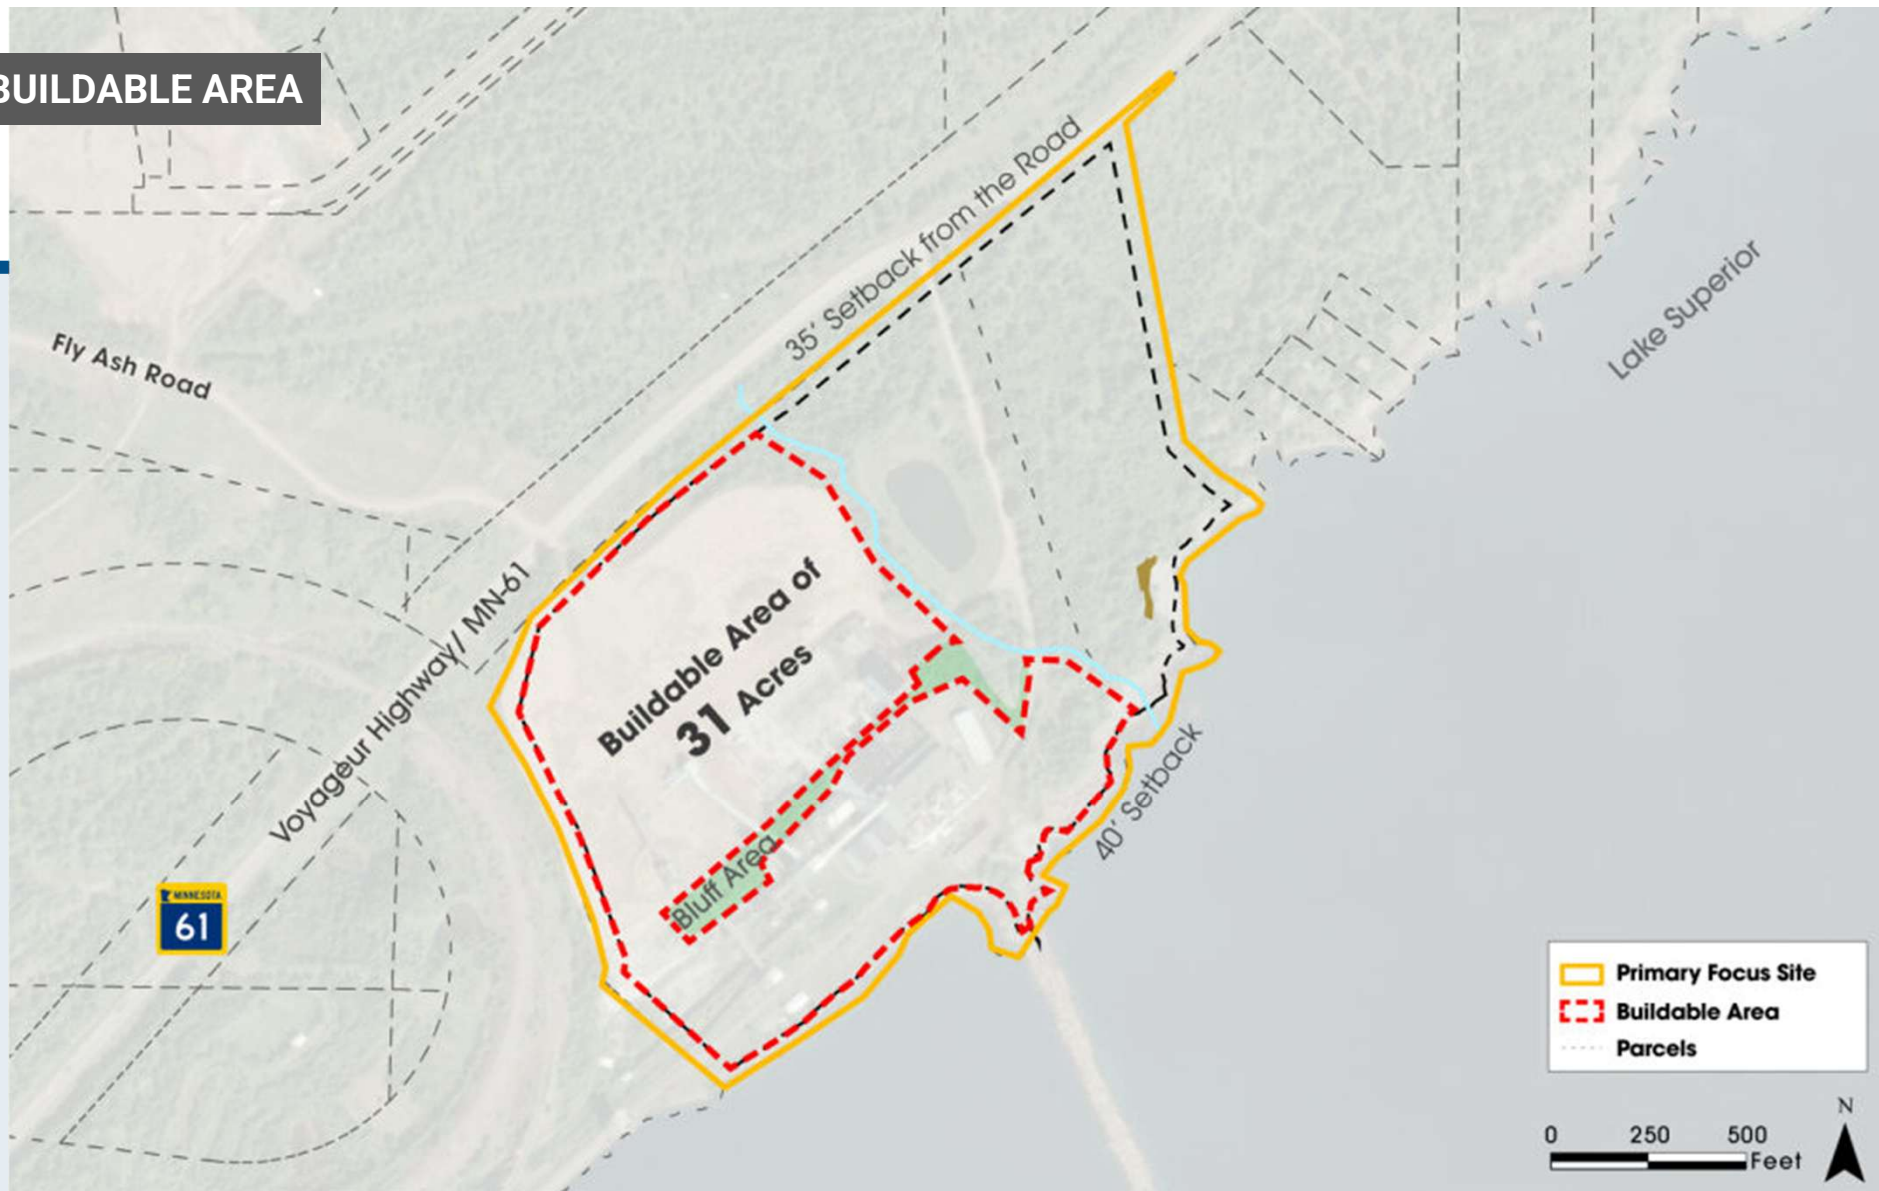 BUILDABLE AREA
35' Setback from the Road
Lake Superior
Fly Ash Road
Voyageur Highway/ MN-61
Buildable Area of
31 Acres
Bluff Area
40' Setback
MINNESOTA
61
Primary Focus Site
Buildable Area
Parcels
N
0 250 500
Feet